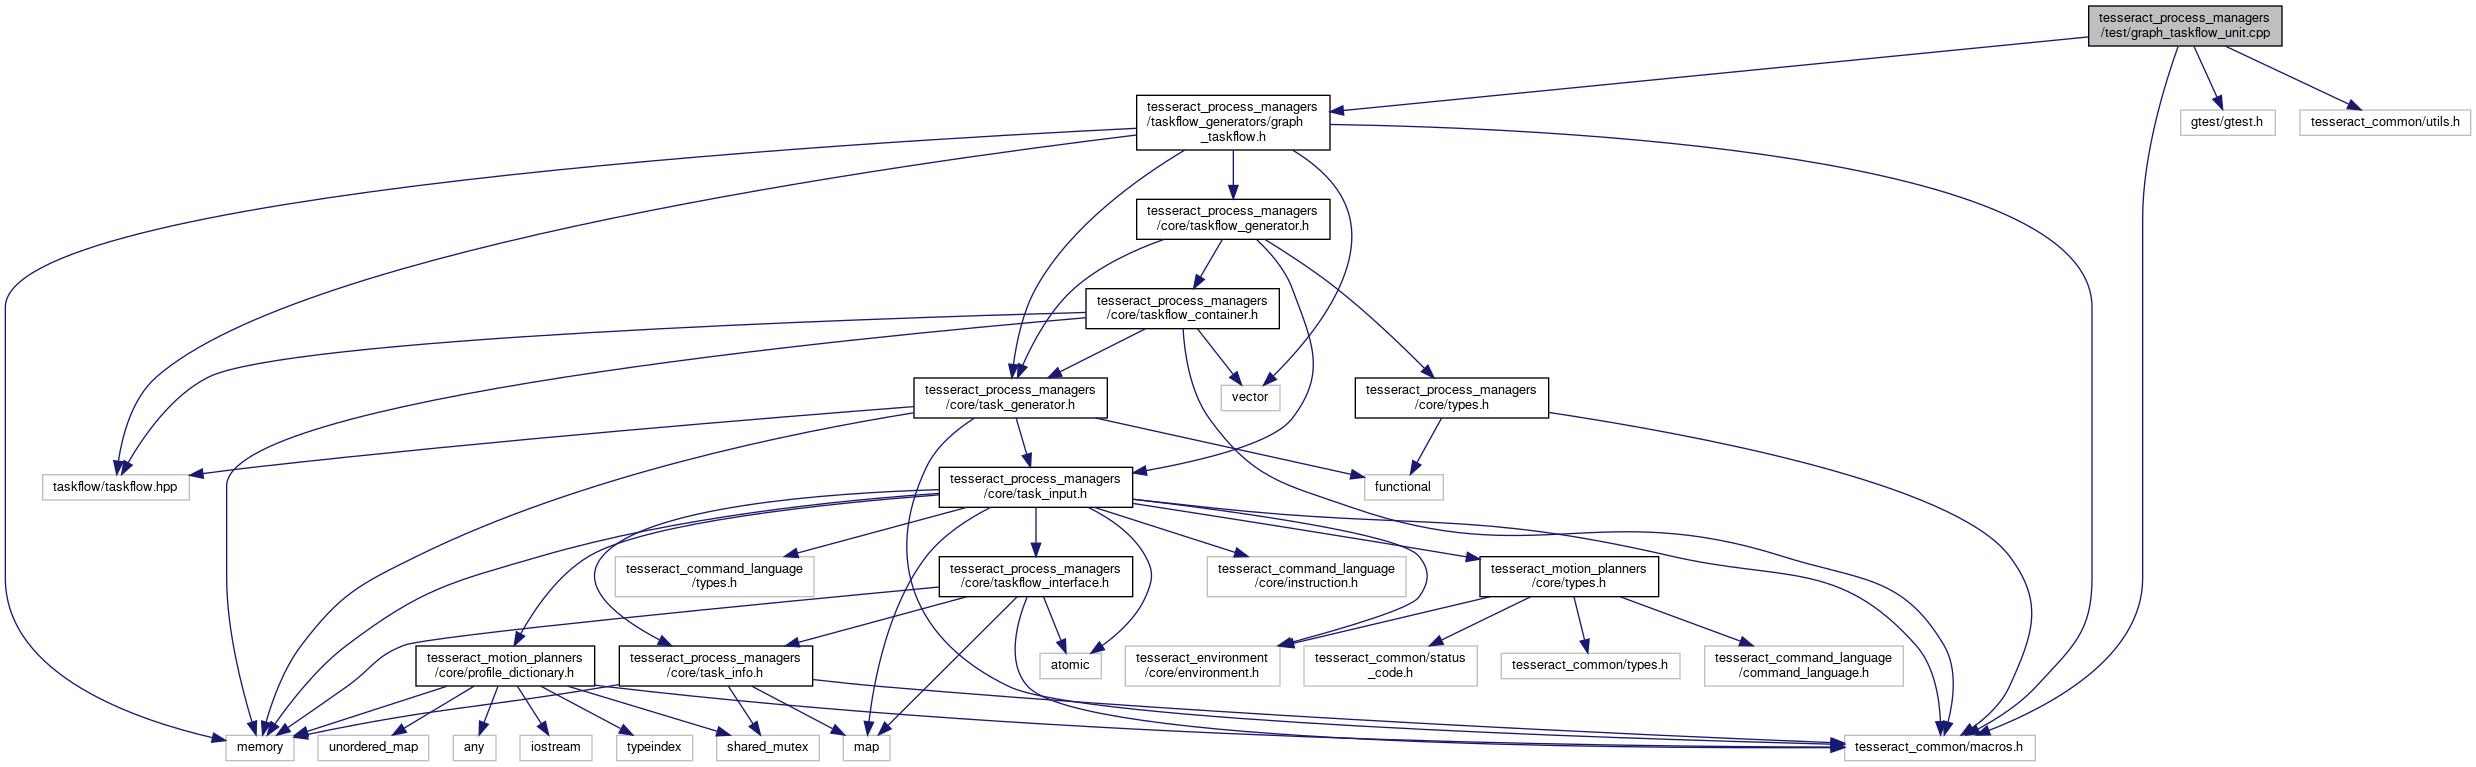 tesseract_process_managers
/test/graph_taskflow_unit.cpp
tesseract_process_managers
/taskflow_generators/graph
_taskflow.h
gtest/gtest.h
tesseract_common/utils.h
tesseract_process_managers
/core/taskflow_generator.h
tesseract_process_managers
/core/taskflow_container.h
tesseract_process_managers
/core/task_generator.h
vector
tesseract_process_managers
/core/types.h
taskflow/taskflow.hpp
tesseract_process_managers
/core/task_input.h
functional
tesseract_command_language
/types.h
tesseract_process_managers
/core/taskflow_interface.h
tesseract_command_language
/core/instruction.h
tesseract_motion_planners
/core/types.h
tesseract_motion_planners
/core/profile_dictionary.h
tesseract_process_managers
/core/task_info.h
atomic
tesseract_environment
/core/environment.h
tesseract_common/status
_code.h
tesseract_common/types.h
tesseract_command_language
/command_language.h
memory
unordered_map
any
iostream
typeindex
shared_mutex
map
tesseract_common/macros.h